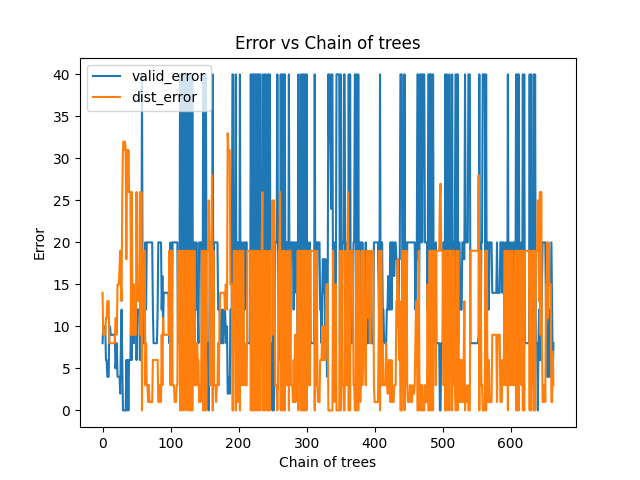 Error vs Chain of trees
valid_error
dist_error
Error
40
35
30
25
20
15
10
5
0
0 100 200 300 400 500 600
Chain of trees